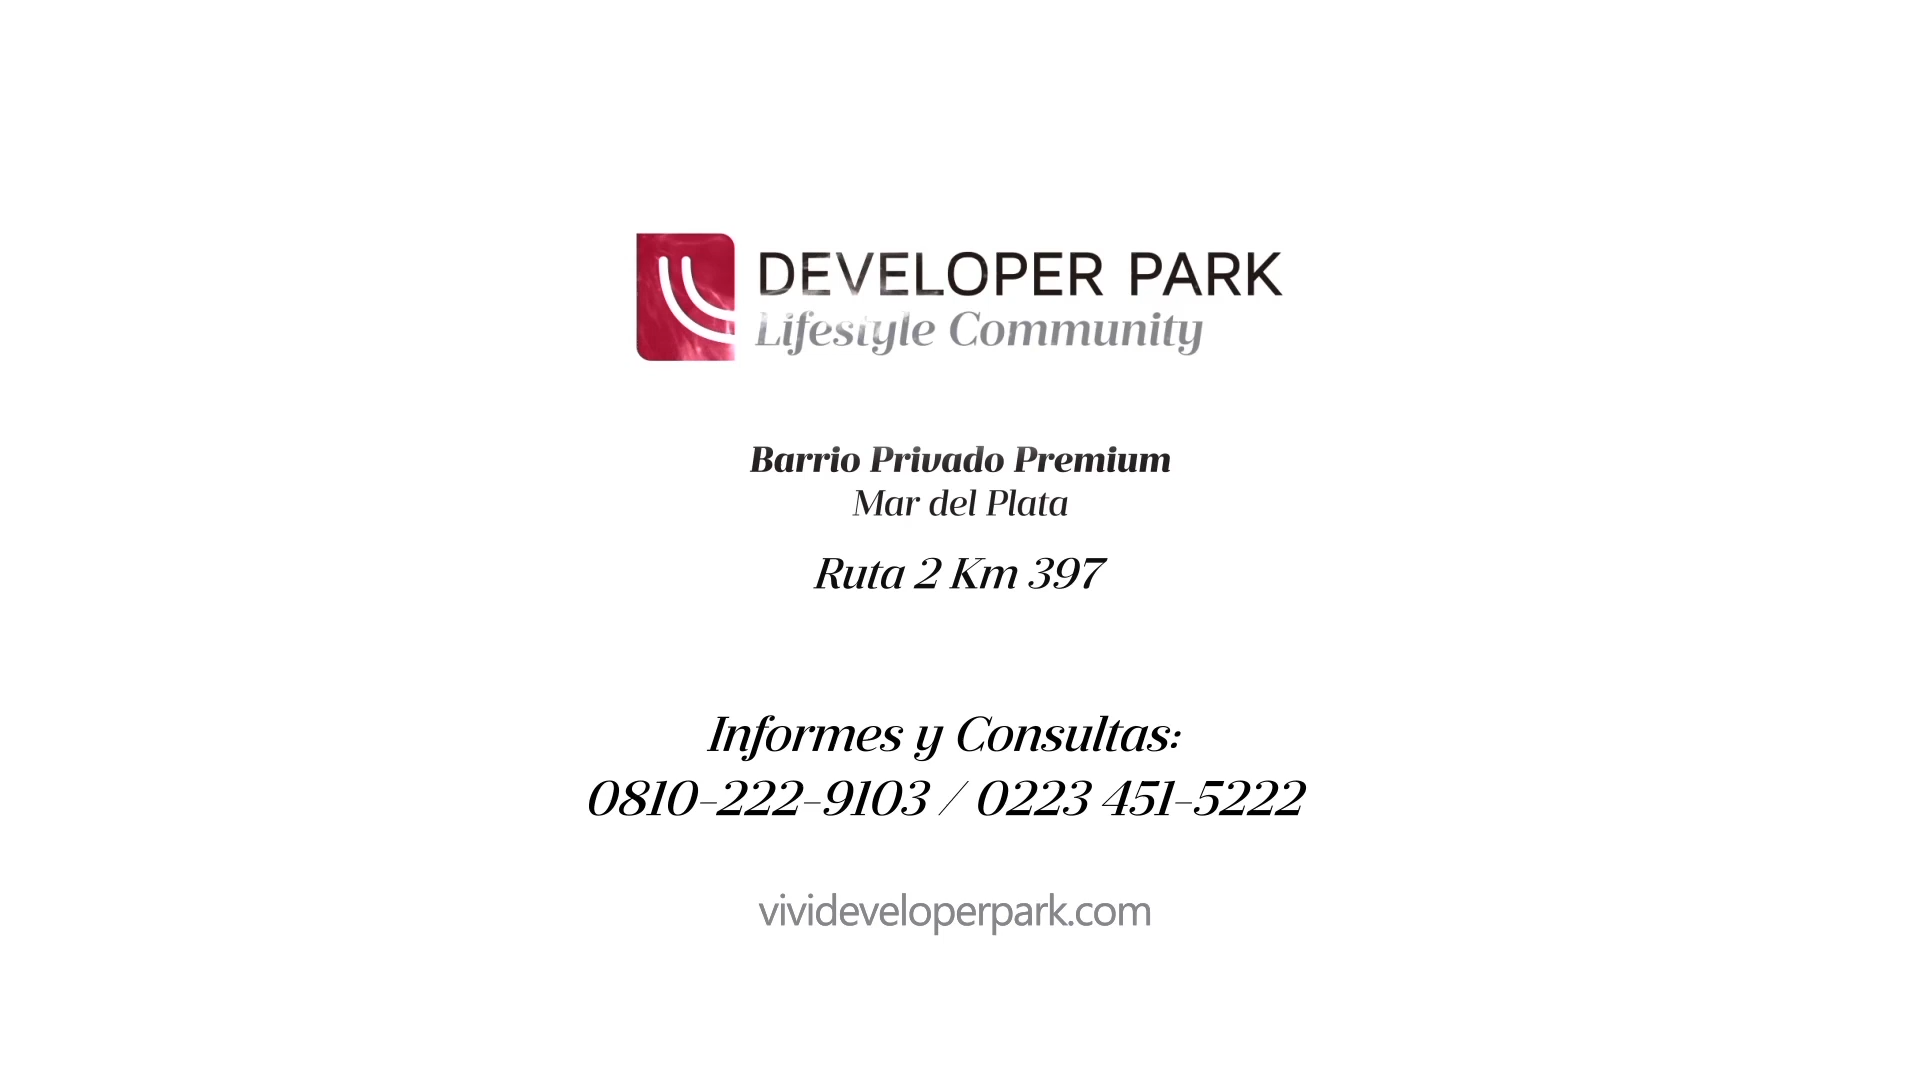 DEVELOPER PARK
Lifestyle Community
Barrio Privado Premium
Mar del Plata
Ruta 2 Km 397
Informes y Consultas:
0810-222-9103 / 0223 451-5222
vivideveloperpark.com